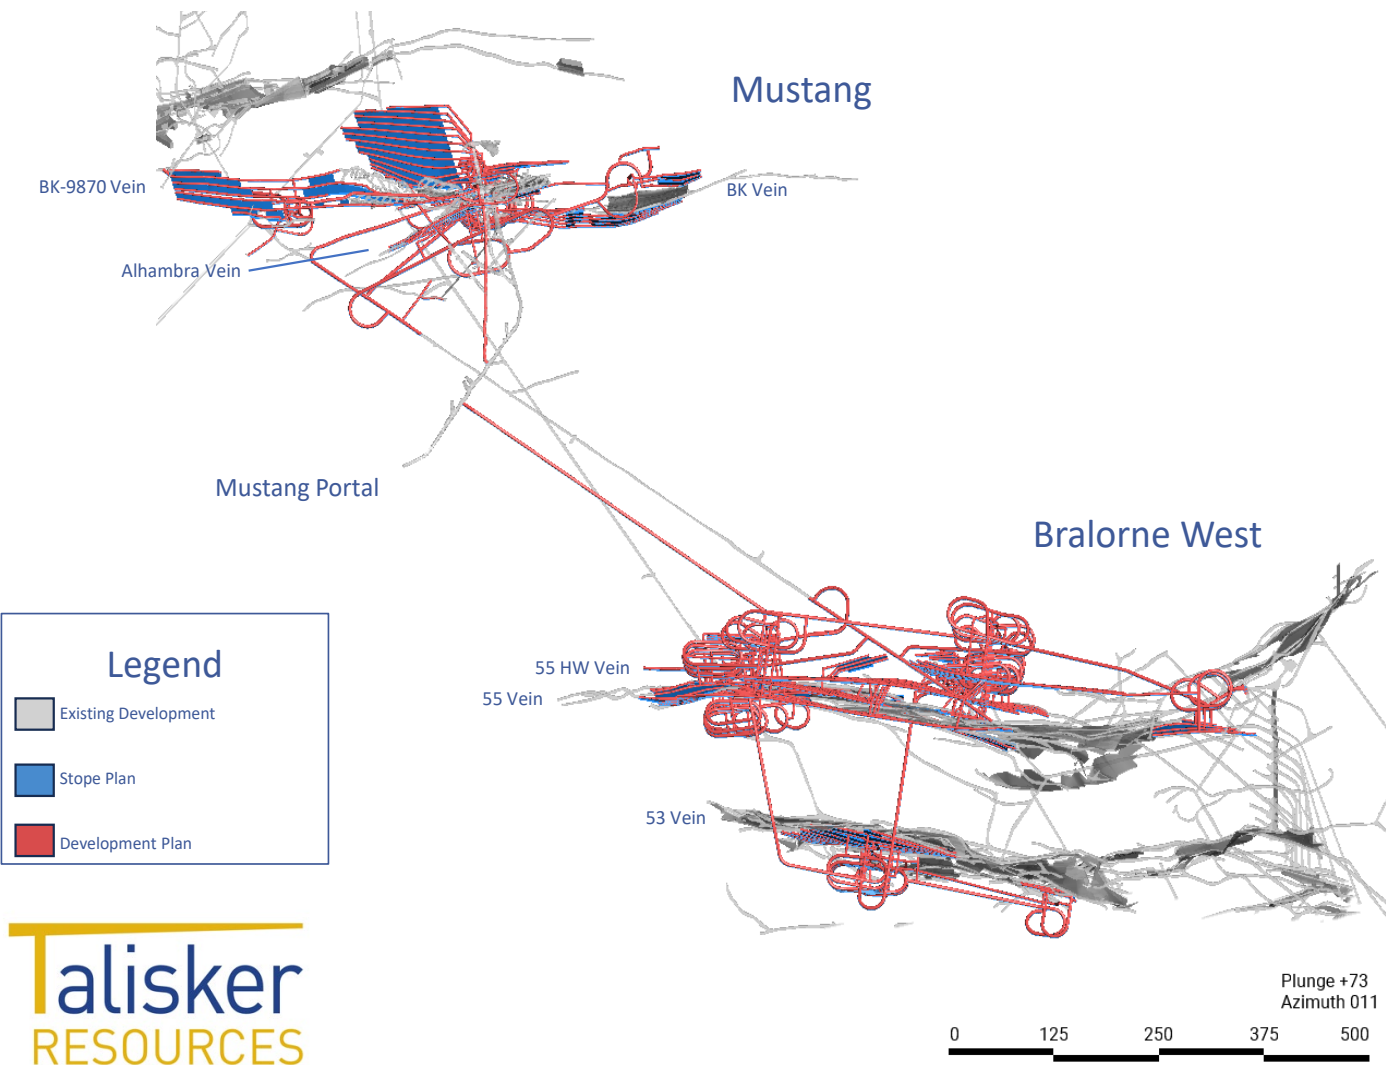 Mustang
BK-9870 Vein
BK Vein
Alhambra Vein
Mustang Portal
Bralorne West
Legend
Existing Development
Stope Plan
Development Plan
55 HW Vein
55 Vein
53 Vein
Talisker
RESOURCES
Plunge +73
Azimuth 011
0 125 250 375 500